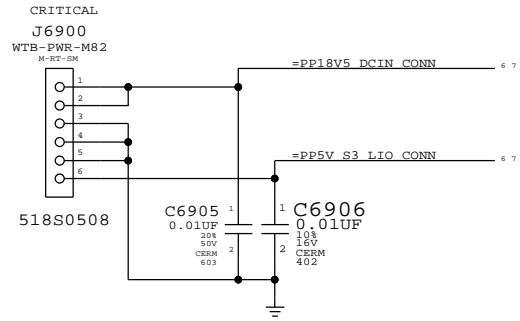 CRITICAL
J6900
WTB-PWR-M82
M-RT-SM
1
2
3
4
5
6
518S0508
=PP18V5_DCIN_CONN
6 7
=PP5V_S3_LIO_CONN
6 7
C6905
0.01UF
20%
50V
CERM
603
1
2
C6906
0.01UF
10%
16V
CERM
402
1
2